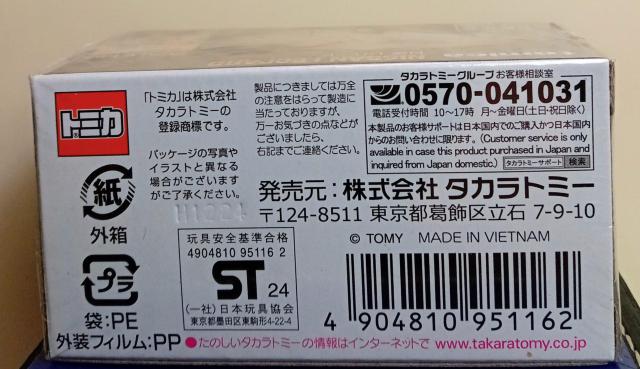 トミカ
「トミカ」は株式会社
タカラトミーの
登録商標です。
パッケージの写真や
イラストと異なる
場合がございますが
がご了承ください。
製品につきましては万全
の注意をはらって製造に
当たっておりますが、
万一お気づきの点などが
ございましたら、
右記までご連絡ください。
タカラトミーグループ お客様相談室
0570-041031
電話受付時間 10〜17時 月〜金曜日(土・日・祝日除く)
本製品のお客様サポートは日本国内でのご購入かつ日本国内
からのお問い合わせに限ります。(Customer service is only
available in case this product purchased in Japan and
inquired from Japan domestic.) タカラトミーサポート 検索
発売元：株式会社 タカラトミー
〒124-8511 東京都葛飾区立石 7-9-10
紙
外箱
プラ
袋:PE
外装フィルム:PP
玩具安全基準合格
4904810 95116 2
ST 24
(一社)日本玩具協会
東京都墨田区東駒形4-22-4
© TOMY MADE IN VIETNAM
4 904810 951162
●たのしいタカラトミーの情報はインターネットで www.takaratomy.co.jp